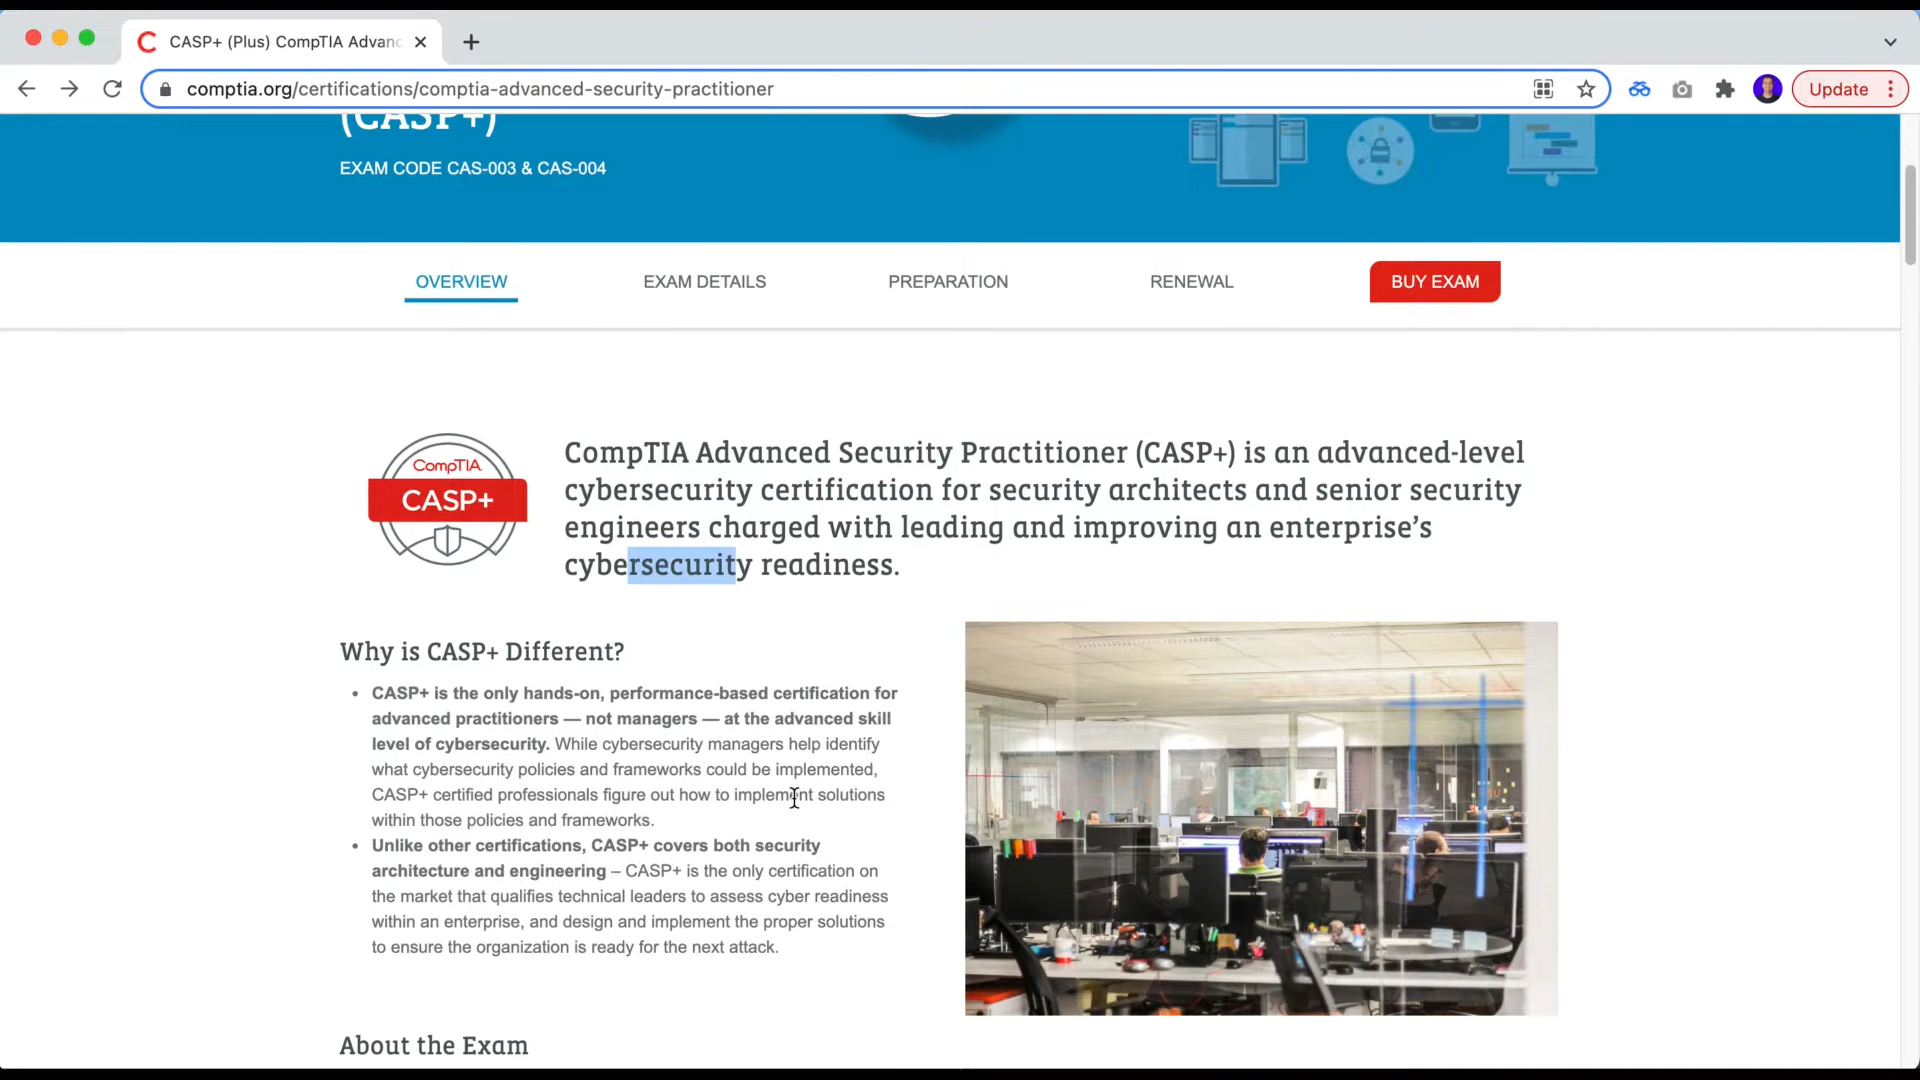 CASP+ (Plus) CompTIA Advanc
comptia.org/certifications/comptia-advanced-security-practitioner
Update
(CASP+)
EXAM CODE CAS-003 & CAS-004
OVERVIEW
EXAM DETAILS
PREPARATION
RENEWAL
BUY EXAM
CompTIA
CASP+
CompTIA Advanced Security Practitioner (CASP+) is an advanced-level
cybersecurity certification for security architects and senior security
engineers charged with leading and improving an enterprise’s
cybersecurity readiness.
Why is CASP+ Different?
• CASP+ is the only hands-on, performance-based certification for
advanced practitioners — not managers — at the advanced skill
level of cybersecurity. While cybersecurity managers help identify
what cybersecurity policies and frameworks could be implemented,
CASP+ certified professionals figure out how to implement solutions
within those policies and frameworks.
• Unlike other certifications, CASP+ covers both security
architecture and engineering – CASP+ is the only certification on
the market that qualifies technical leaders to assess cyber readiness
within an enterprise, and design and implement the proper solutions
to ensure the organization is ready for the next attack.
About the Exam